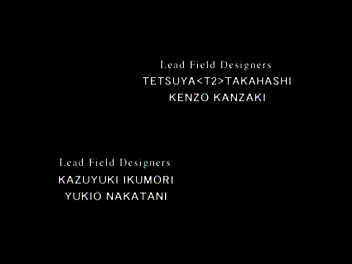 Lead Field Designers
TETSUYA<T2>TAKAHASHI
KENZO KANZAKI
Lead Field Designers
KAZUYUKI IKUMORI
YUKIO NAKATANI